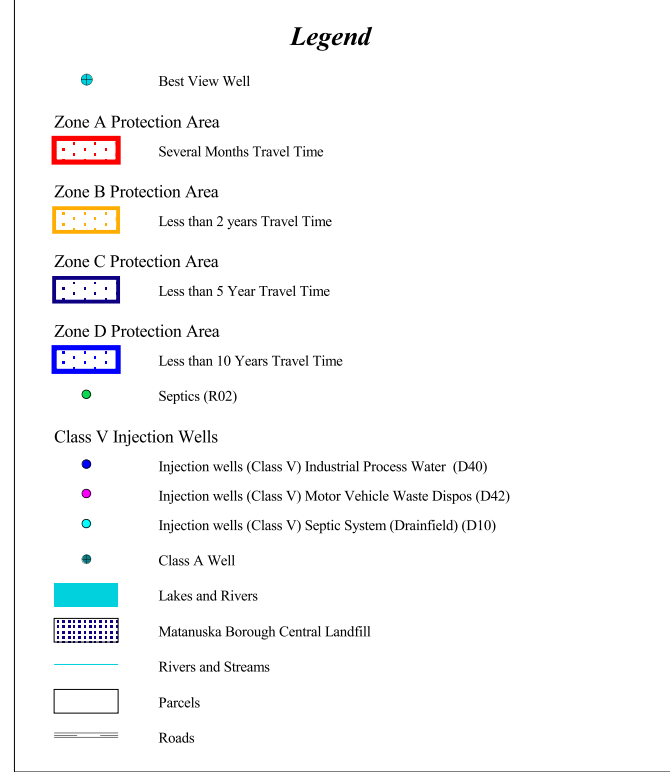 Legend
Best View Well
Zone A Protection Area
Several Months Travel Time
Zone B Protection Area
Less than 2 years Travel Time
Zone C Protection Area
Less than 5 Year Travel Time
Zone D Protection Area
Less than 10 Years Travel Time
Septics (R02)
Class V Injection Wells
Injection wells (Class V) Industrial Process Water (D40)
Injection wells (Class V) Motor Vehicle Waste Dispos (D42)
Injection wells (Class V) Septic System (Drainfield) (D10)
Class A Well
Lakes and Rivers
Matanuska Borough Central Landfill
Rivers and Streams
Parcels
Roads